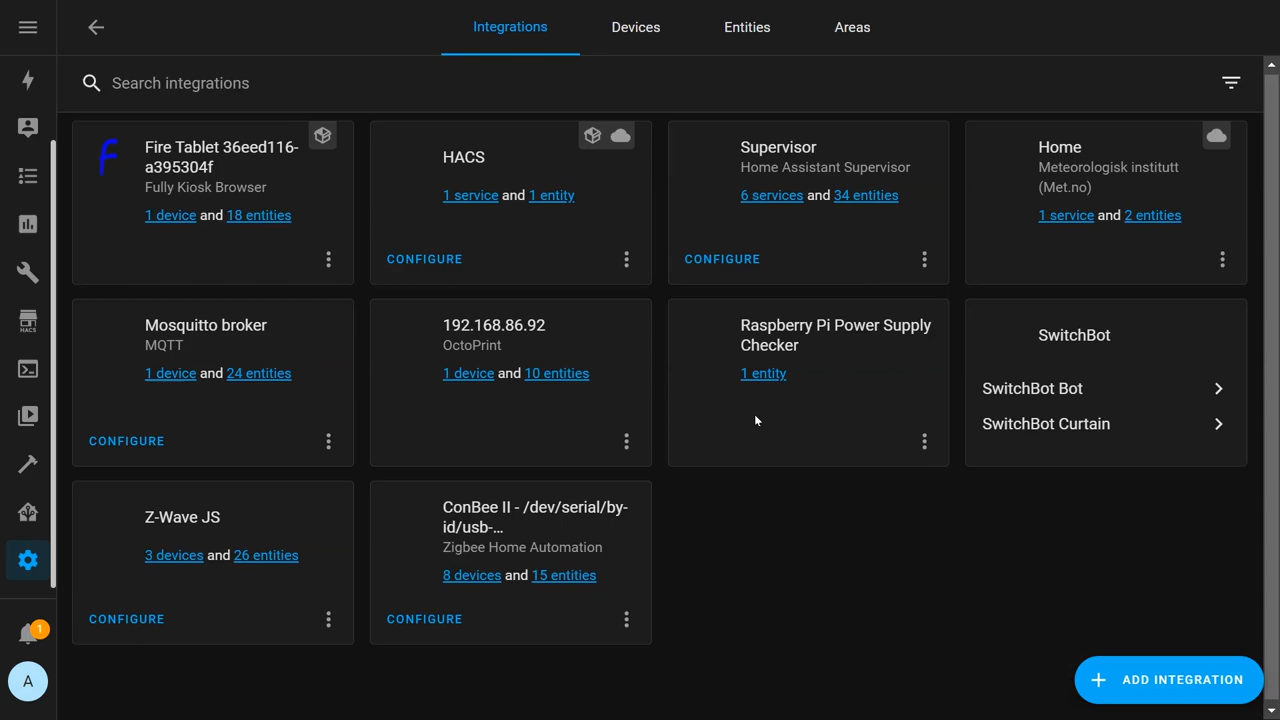 Integrations
Devices
Entities
Areas
Search integrations
Fire Tablet 36eed116-
a395304f
Fully Kiosk Browser
1 device and 18 entities
HACS
1 service and 1 entity
CONFIGURE
Supervisor
Home Assistant Supervisor
6 services and 34 entities
CONFIGURE
Home
Meteorologisk institutt
(Met.no)
1 service and 2 entities
Mosquitto broker
MQTT
1 device and 24 entities
CONFIGURE
192.168.86.92
OctoPrint
1 device and 10 entities
Raspberry Pi Power Supply
Checker
1 entity
SwitchBot
SwitchBot Bot
SwitchBot Curtain
Z-Wave JS
3 devices and 26 entities
CONFIGURE
ConBee II - /dev/serial/by-
id/usb-...
Zigbee Home Automation
8 devices and 15 entities
CONFIGURE
HACS
1
A
ADD INTEGRATION